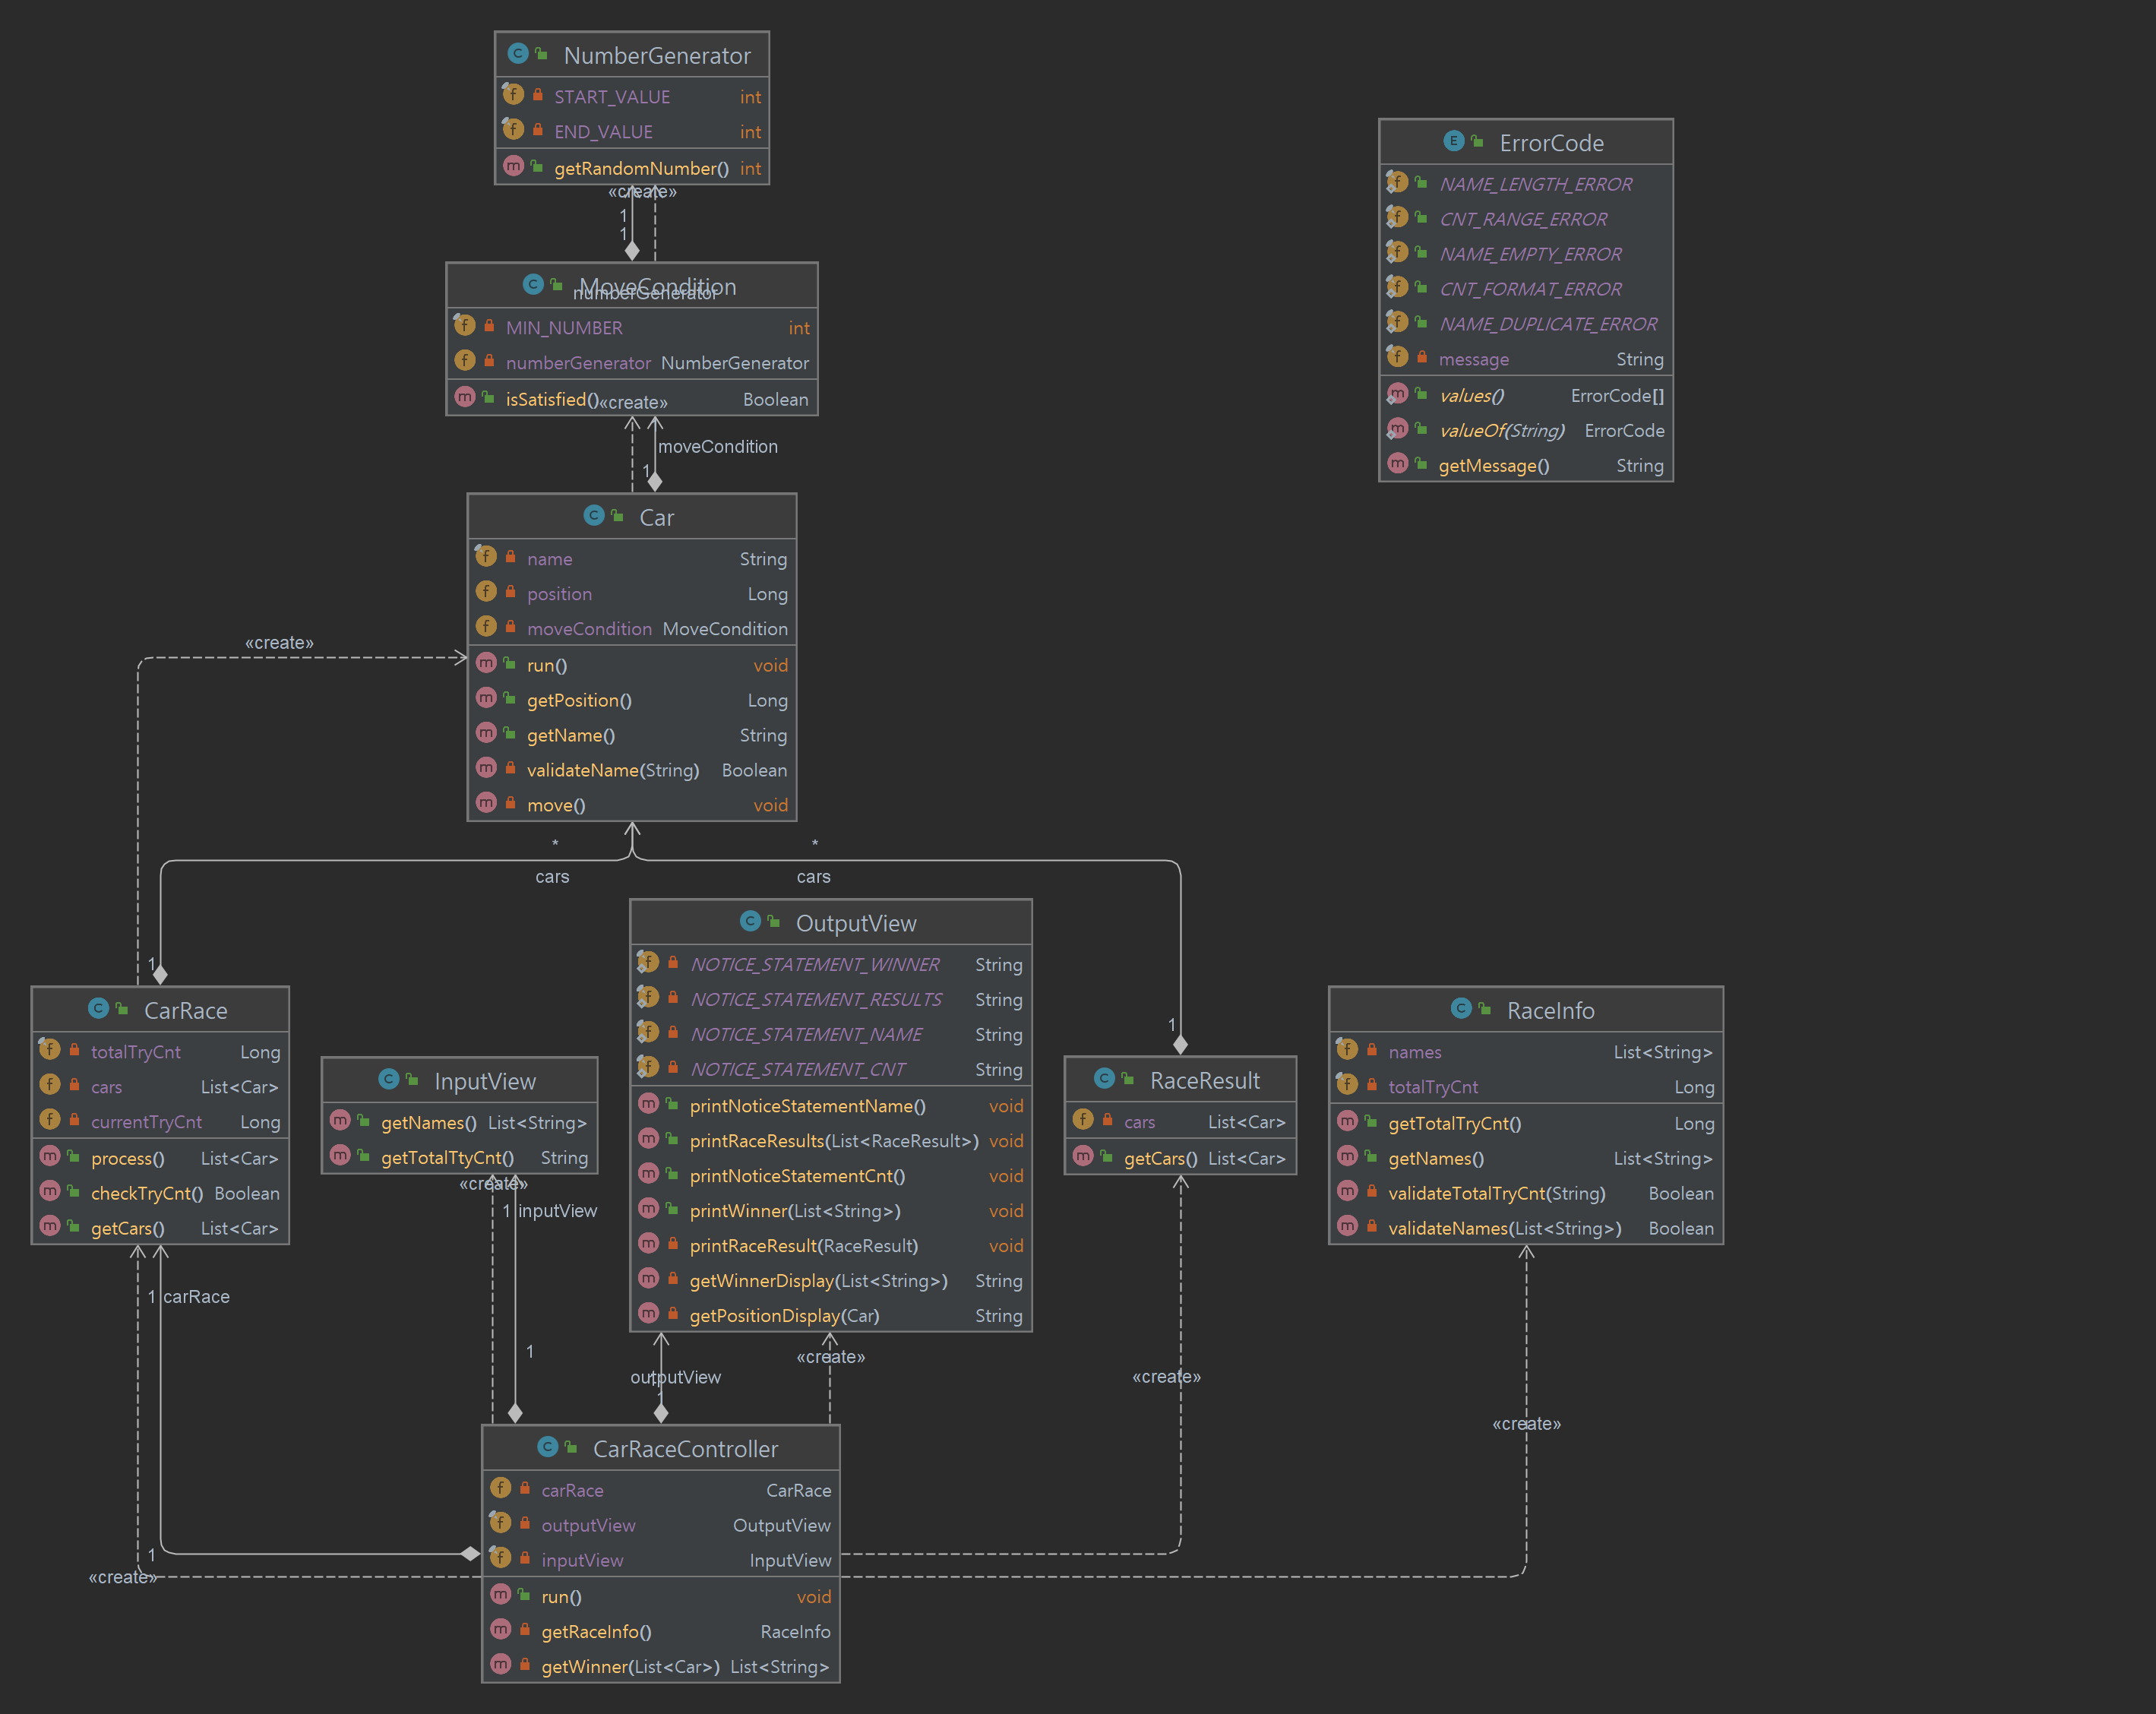 NumberGenerator
START_VALUE int
END_VALUE int
getRandomNumber() int
«create»
1
1
MoveCondition
numberGenerator
MIN_NUMBER int
numberGenerator NumberGenerator
isSatisfied() Boolean
«create»
moveCondition
1
Car
name String
position Long
moveCondition MoveCondition
run() void
getPosition() Long
getName() String
validateName(String) Boolean
move() void
«create»
ErrorCode
NAME_LENGTH_ERROR
CNT_RANGE_ERROR
NAME_EMPTY_ERROR
CNT_FORMAT_ERROR
NAME_DUPLICATE_ERROR
message String
values() ErrorCode[]
valueOf(String) ErrorCode
getMessage() String
* *
cars cars
1
CarRace
totalTryCnt Long
cars List<Car>
currentTryCnt Long
process() List<Car>
checkTryCnt() Boolean
getCars() List<Car>
InputView
getNames() List<String>
getTotalTtyCnt() String
«create»
1 inputView
1
OutputView
NOTICE_STATEMENT_WINNER String
NOTICE_STATEMENT_RESULTS String
NOTICE_STATEMENT_NAME String
NOTICE_STATEMENT_CNT String
printNoticeStatementName() void
printRaceResults(List<RaceResult>) void
printNoticeStatementCnt() void
printWinner(List<String>) void
printRaceResult(RaceResult) void
getWinnerDisplay(List<String>) String
getPositionDisplay(Car) String
1
RaceResult
cars List<Car>
getCars() List<Car>
RaceInfo
names List<String>
totalTryCnt Long
getTotalTryCnt() Long
getNames() List<String>
validateTotalTryCnt(String) Boolean
validateNames(List<String>) Boolean
1 carRace
«create»
outputView
«create»
«create»
CarRaceController
carRace CarRace
outputView OutputView
inputView InputView
run() void
getRaceInfo() RaceInfo
getWinner(List<Car>) List<String>
1
«create»